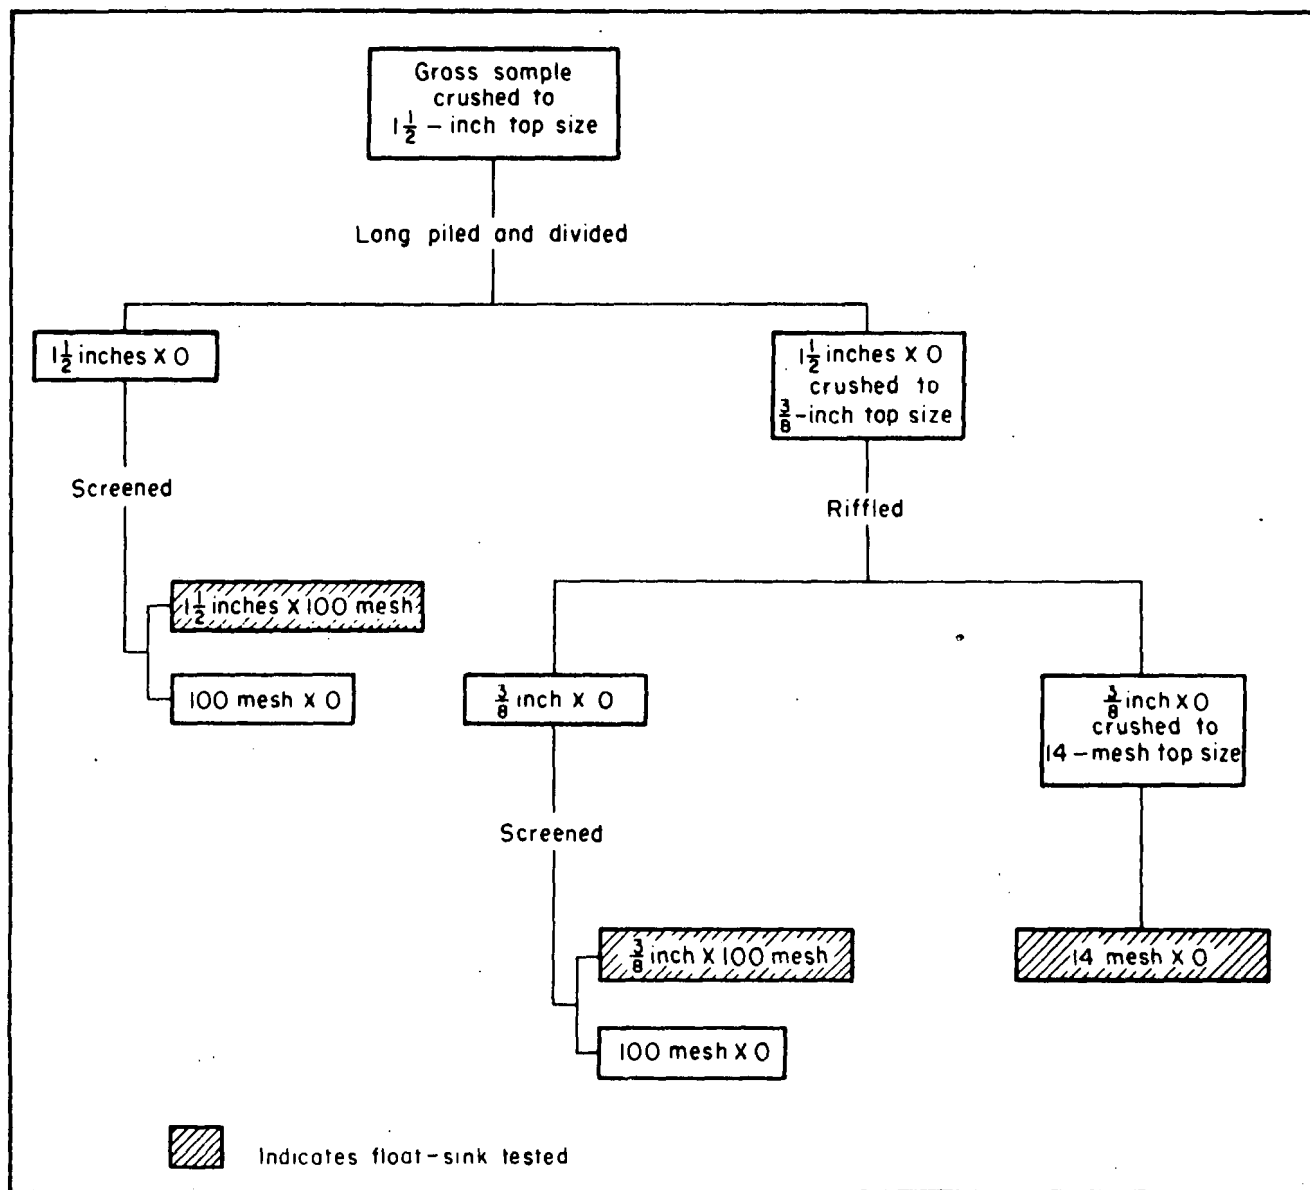 Gross sample
crushed to
1 1/2 – inch top size
Long piled and divided
1 1/2 inches X 0
1 1/2 inches X 0
crushed to
3/8 -inch top size
Screened
Riffled
1 1/2 inches X 100 mesh
100 mesh X 0
3/8 inch X 0
3/8 inch X 0
crushed to
14 – mesh top size
Screened
3/8 inch X 100 mesh
14 mesh X 0
100 mesh X 0
Indicates float-sink tested